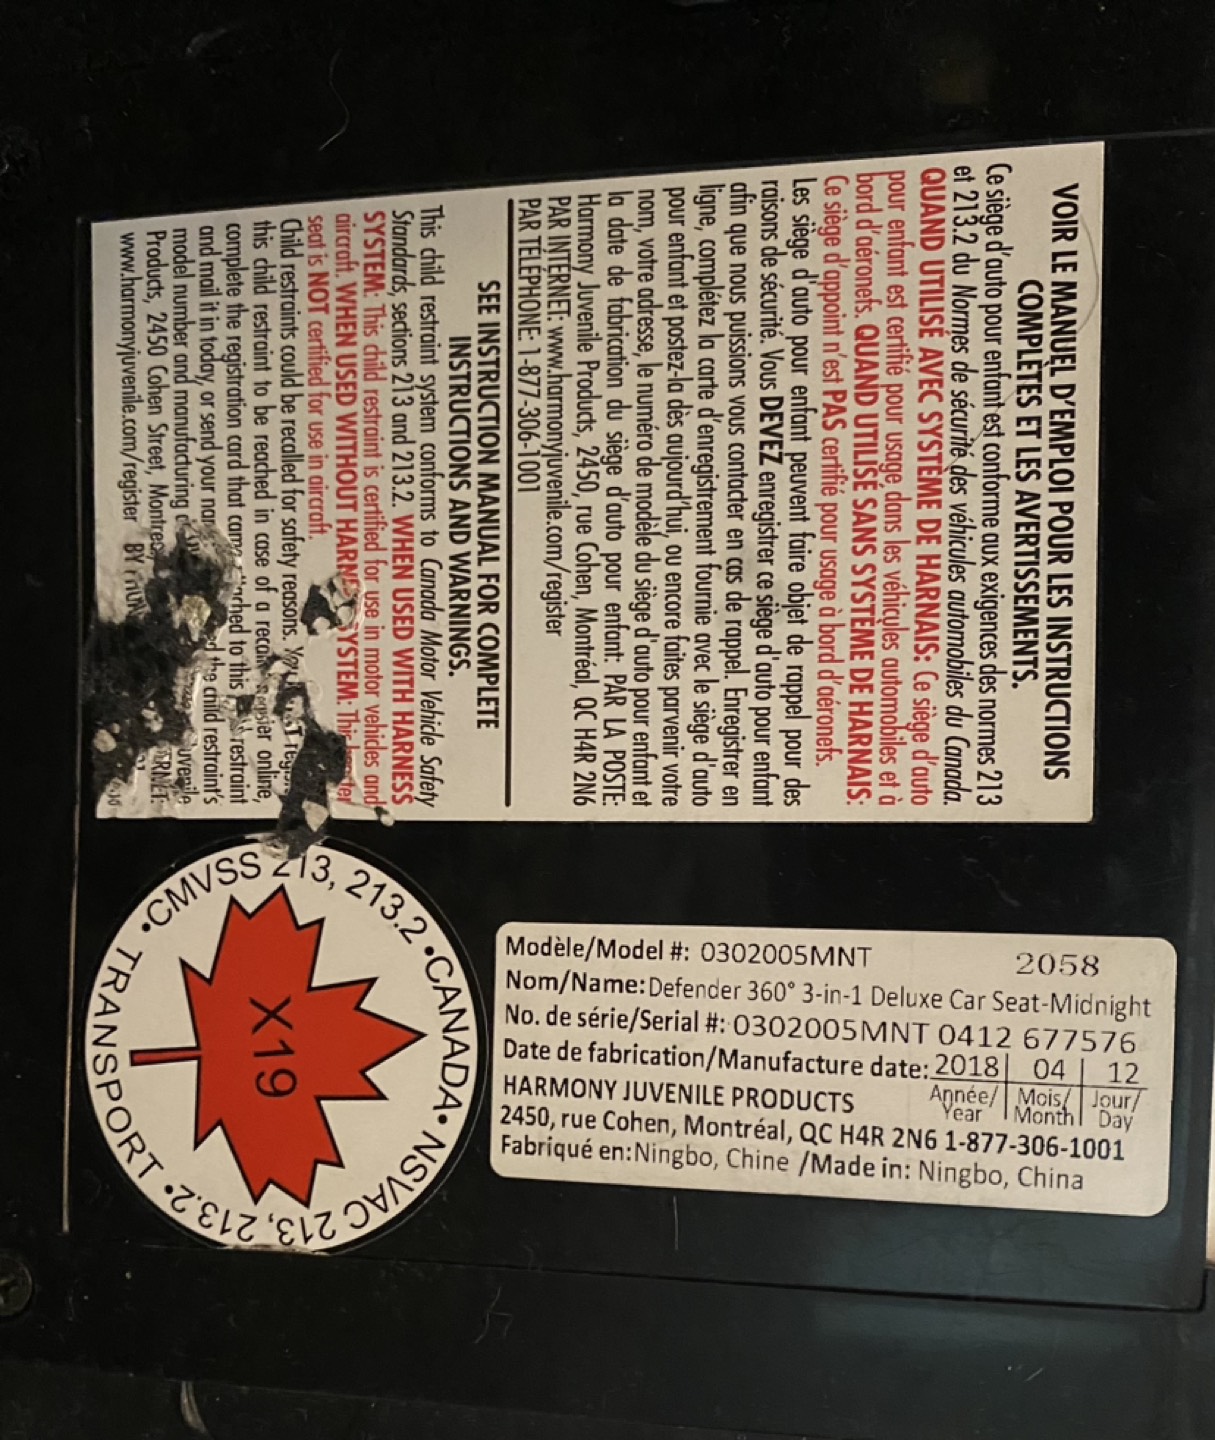 VOIR LE MANUEL D'EMPLOI POUR LES INSTRUCTIONS
COMPLÈTES ET LES AVERTISSEMENTS.
Ce siège d'auto pour enfant est conforme aux exigences des normes 213
et 213.2 du Normes de sécurité des véhicules automobiles du Canada.
QUAND UTILISÉ AVEC SYSTÈME DE HARNAIS: Ce siège d'auto
pour enfant est certifié pour usage dans les véhicules automobiles et à
bord d'aéronefs. QUAND UTILISÉ SANS SYSTÈME DE HARNAIS:
Ce siège d'appoint n'est PAS certifié pour usage à bord d'aéronefs.
Les siège d'auto pour enfant peuvent faire objet de rappel pour des
raisons de sécurité. Vous DEVEZ enregistrer ce siège d'auto pour enfant
afin que nous puissions vous contacter en cas de rappel. Enregistrer en
ligne, complétez la carte d'enregistrement fournie avec le siège d'auto
pour enfant et postez-la dès aujourd'hui, ou encore faites parvenir votre
nom, votre adresse, le numéro de modèle du siège d'auto pour enfant et
la date de fabrication du siège d'auto pour enfant: PAR LA POSTE:
Harmony Juvenile Products, 2450, rue Cohen, Montréal, QC H4R 2N6
PAR INTERNET: www.harmonyjuvenile.com/register
PAR TÉLÉPHONE: 1-877-306-1001
SEE INSTRUCTION MANUAL FOR COMPLETE
INSTRUCTIONS AND WARNINGS.
This child restraint system conforms to Canada Motor Vehicle Safety
Standards, sections 213 and 213.2. WHEN USED WITH HARNESS
SYSTEM: This child restraint is certified for use in motor vehicles and
aircraft. WHEN USED WITHOUT HARNESS SYSTEM: This
seat is NOT certified for use in aircraft.
Child restraints could be recalled for safety reasons.
this child restraint to be reached in case of a recall. online,
complete the registration card that came attached to this restraint
and mail it in today, or send your the child restraint's
model number and manufacturing Juvenile
Products, 2450 Cohen Street,
www.harmonyjuvenile.com/register BY
•CMVSS 213, 213.2 •CANADA• NSVAC 213, 213.2• TRANSPORT
X19
Modèle/Model #: 0302005MNT 2058
Nom/Name: Defender 360° 3-in-1 Deluxe Car Seat-Midnight
No. de série/Serial #: 0302005MNT 0412 677576
Date de fabrication/Manufacture date: 2018 | 04 | 12
Année/ Year | Mois/ Month | Jour/ Day
HARMONY JUVENILE PRODUCTS
2450, rue Cohen, Montréal, QC H4R 2N6 1-877-306-1001
Fabriqué en: Ningbo, Chine /Made in: Ningbo, China